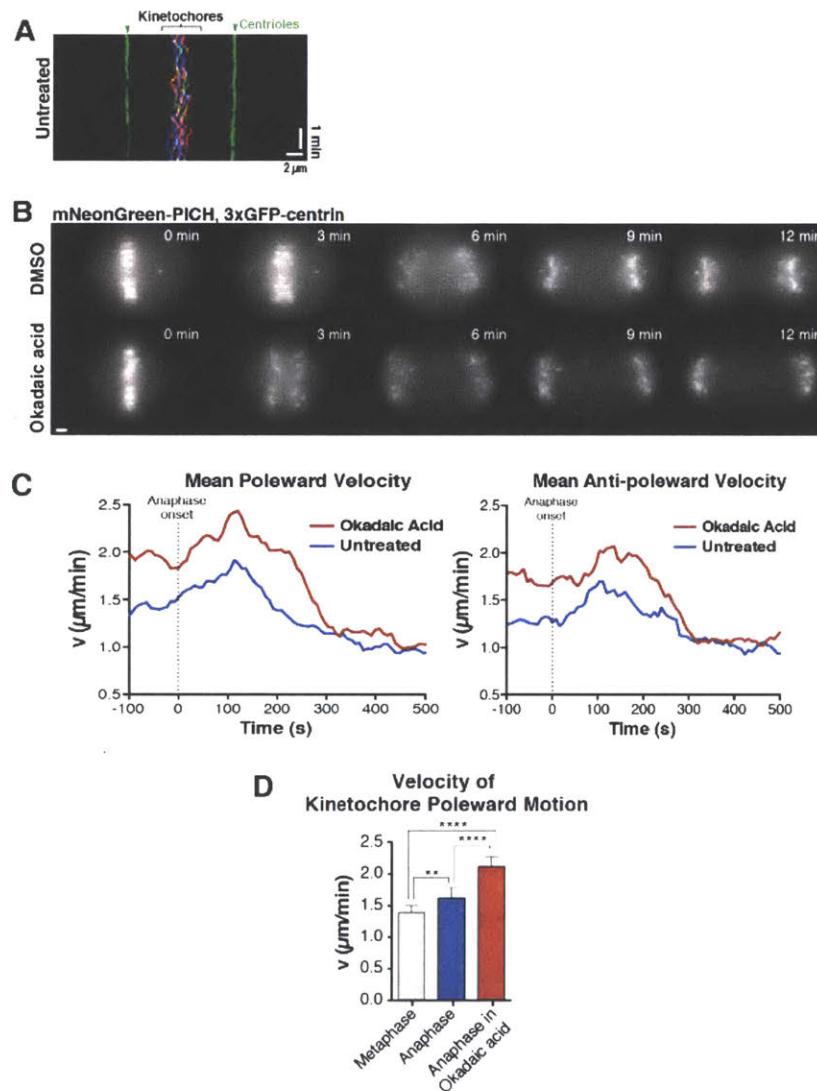 A
Kinetochores
Centrioles
Untreated
1 min
2 µm
B
mNeonGreen-PICH, 3xGFP-centrin
DMSO
0 min
3 min
6 min
9 min
12 min
Okadaic acid
0 min
3 min
6 min
9 min
12 min
C
Mean Poleward Velocity
Anaphase
onset
Okadaic Acid
Untreated
v (µm/min)
2.5
2.0
1.5
1.0
0.5
-100 0 100 200 300 400 500
Time (s)
Mean Anti-poleward Velocity
Anaphase
onset
Okadaic Acid
Untreated
v (µm/min)
2.5
2.0
1.5
1.0
0.5
-100 0 100 200 300 400 500
Time (s)
D
Velocity of
Kinetochore Poleward Motion
****
****
**
v (µm/min)
2.5
2.0
1.5
1.0
0.5
0.0
Metaphase
Anaphase
Anaphase in
Okadaic acid